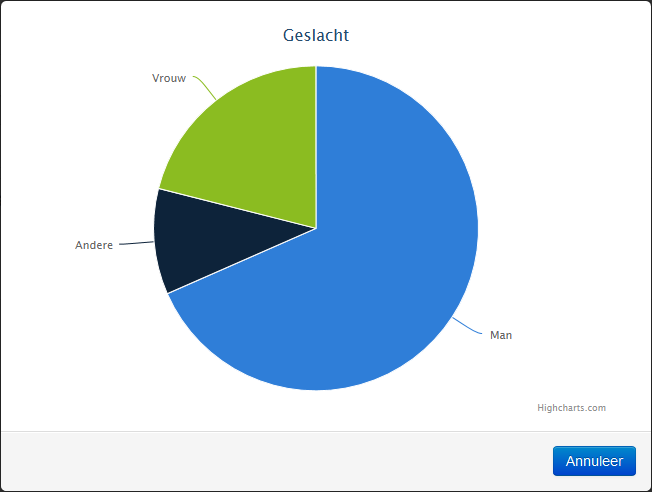 Geslacht
Vrouw
Andere
Man
Highcharts.com
Annuleer